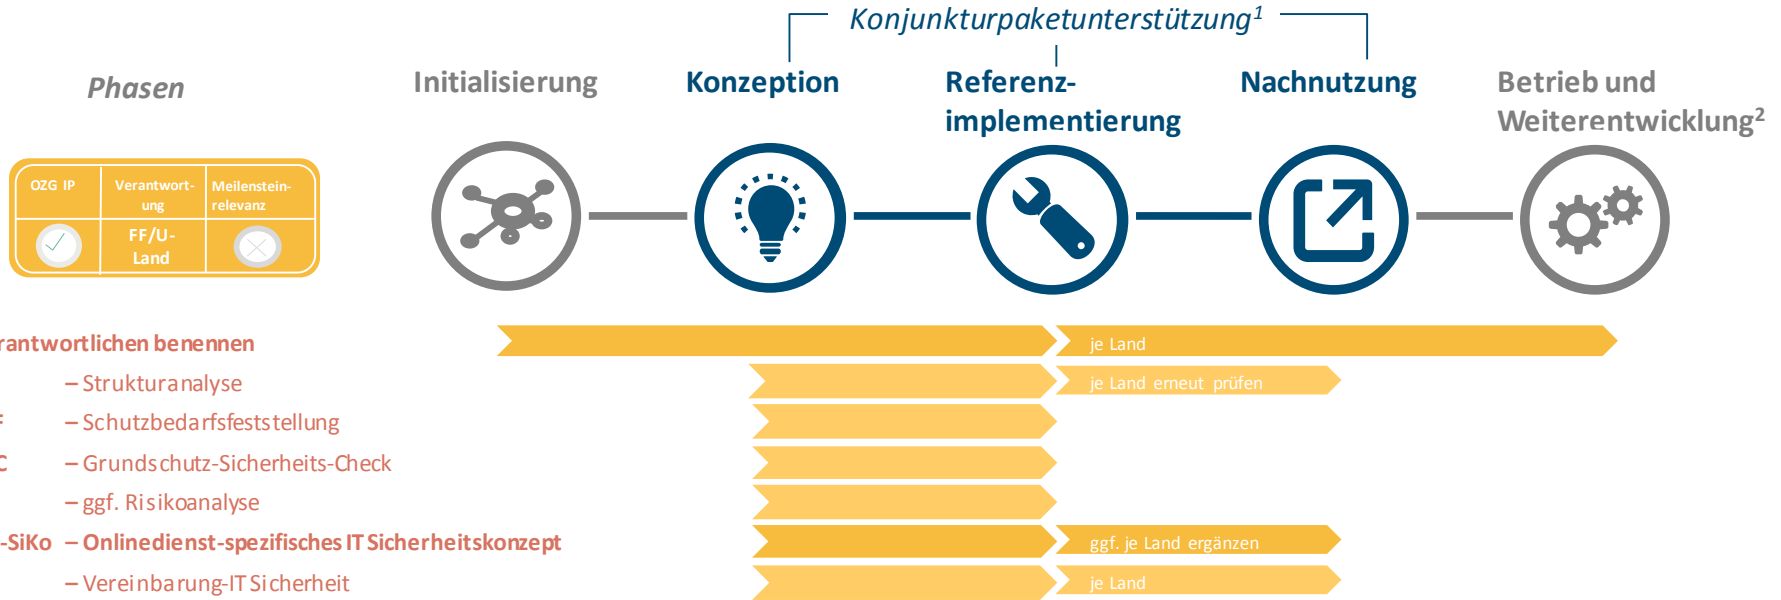 Konjunkturpaketunterstützung¹
Phasen
Initialisierung
Konzeption
Referenz-
implementierung
Nachnutzung
Betrieb und
Weiterentwicklung²
OZG IP
Verantwort-
ung
Meilenstein-
relevanz
FF/U-
Land
rantwortlichen benennen
je Land
– Strukturanalyse
je Land erneut prüfen
F – Schutzbedarfsfeststellung
C – Grundschutz-Sicherheits-Check
– ggf. Risikoanalyse
-SiKo – Onlinedienst-spezifisches IT Sicherheitskonzept
ggf. je Land ergänzen
– Vereinbarung-IT Sicherheit
je Land